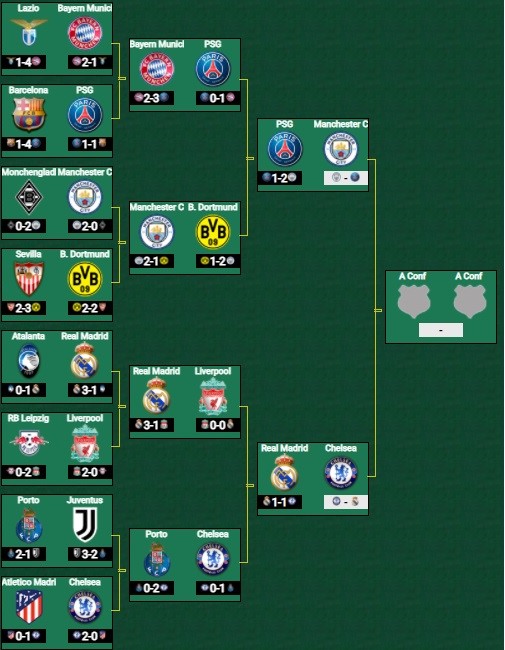 Lazio Bayern Munich
1-4 2-1
Barcelona PSG
1-4 1-1
Monchenglad Manchester C
0-2 2-0
Sevilla B. Dortmund
2-3 2-2
Atalanta Real Madrid
0-1 3-1
RB Leipzig Liverpool
0-2 2-0
Porto Juventus
2-1 3-2
Atletico Madri Chelsea
0-1 2-0
Bayern Munich PSG
2-3 0-1
Manchester C B. Dortmund
2-1 1-2
Real Madrid Liverpool
3-1 0-0
Porto Chelsea
0-2 0-1
PSG Manchester C
1-2 -
Real Madrid Chelsea
1-1 -
A Conf A Conf
-